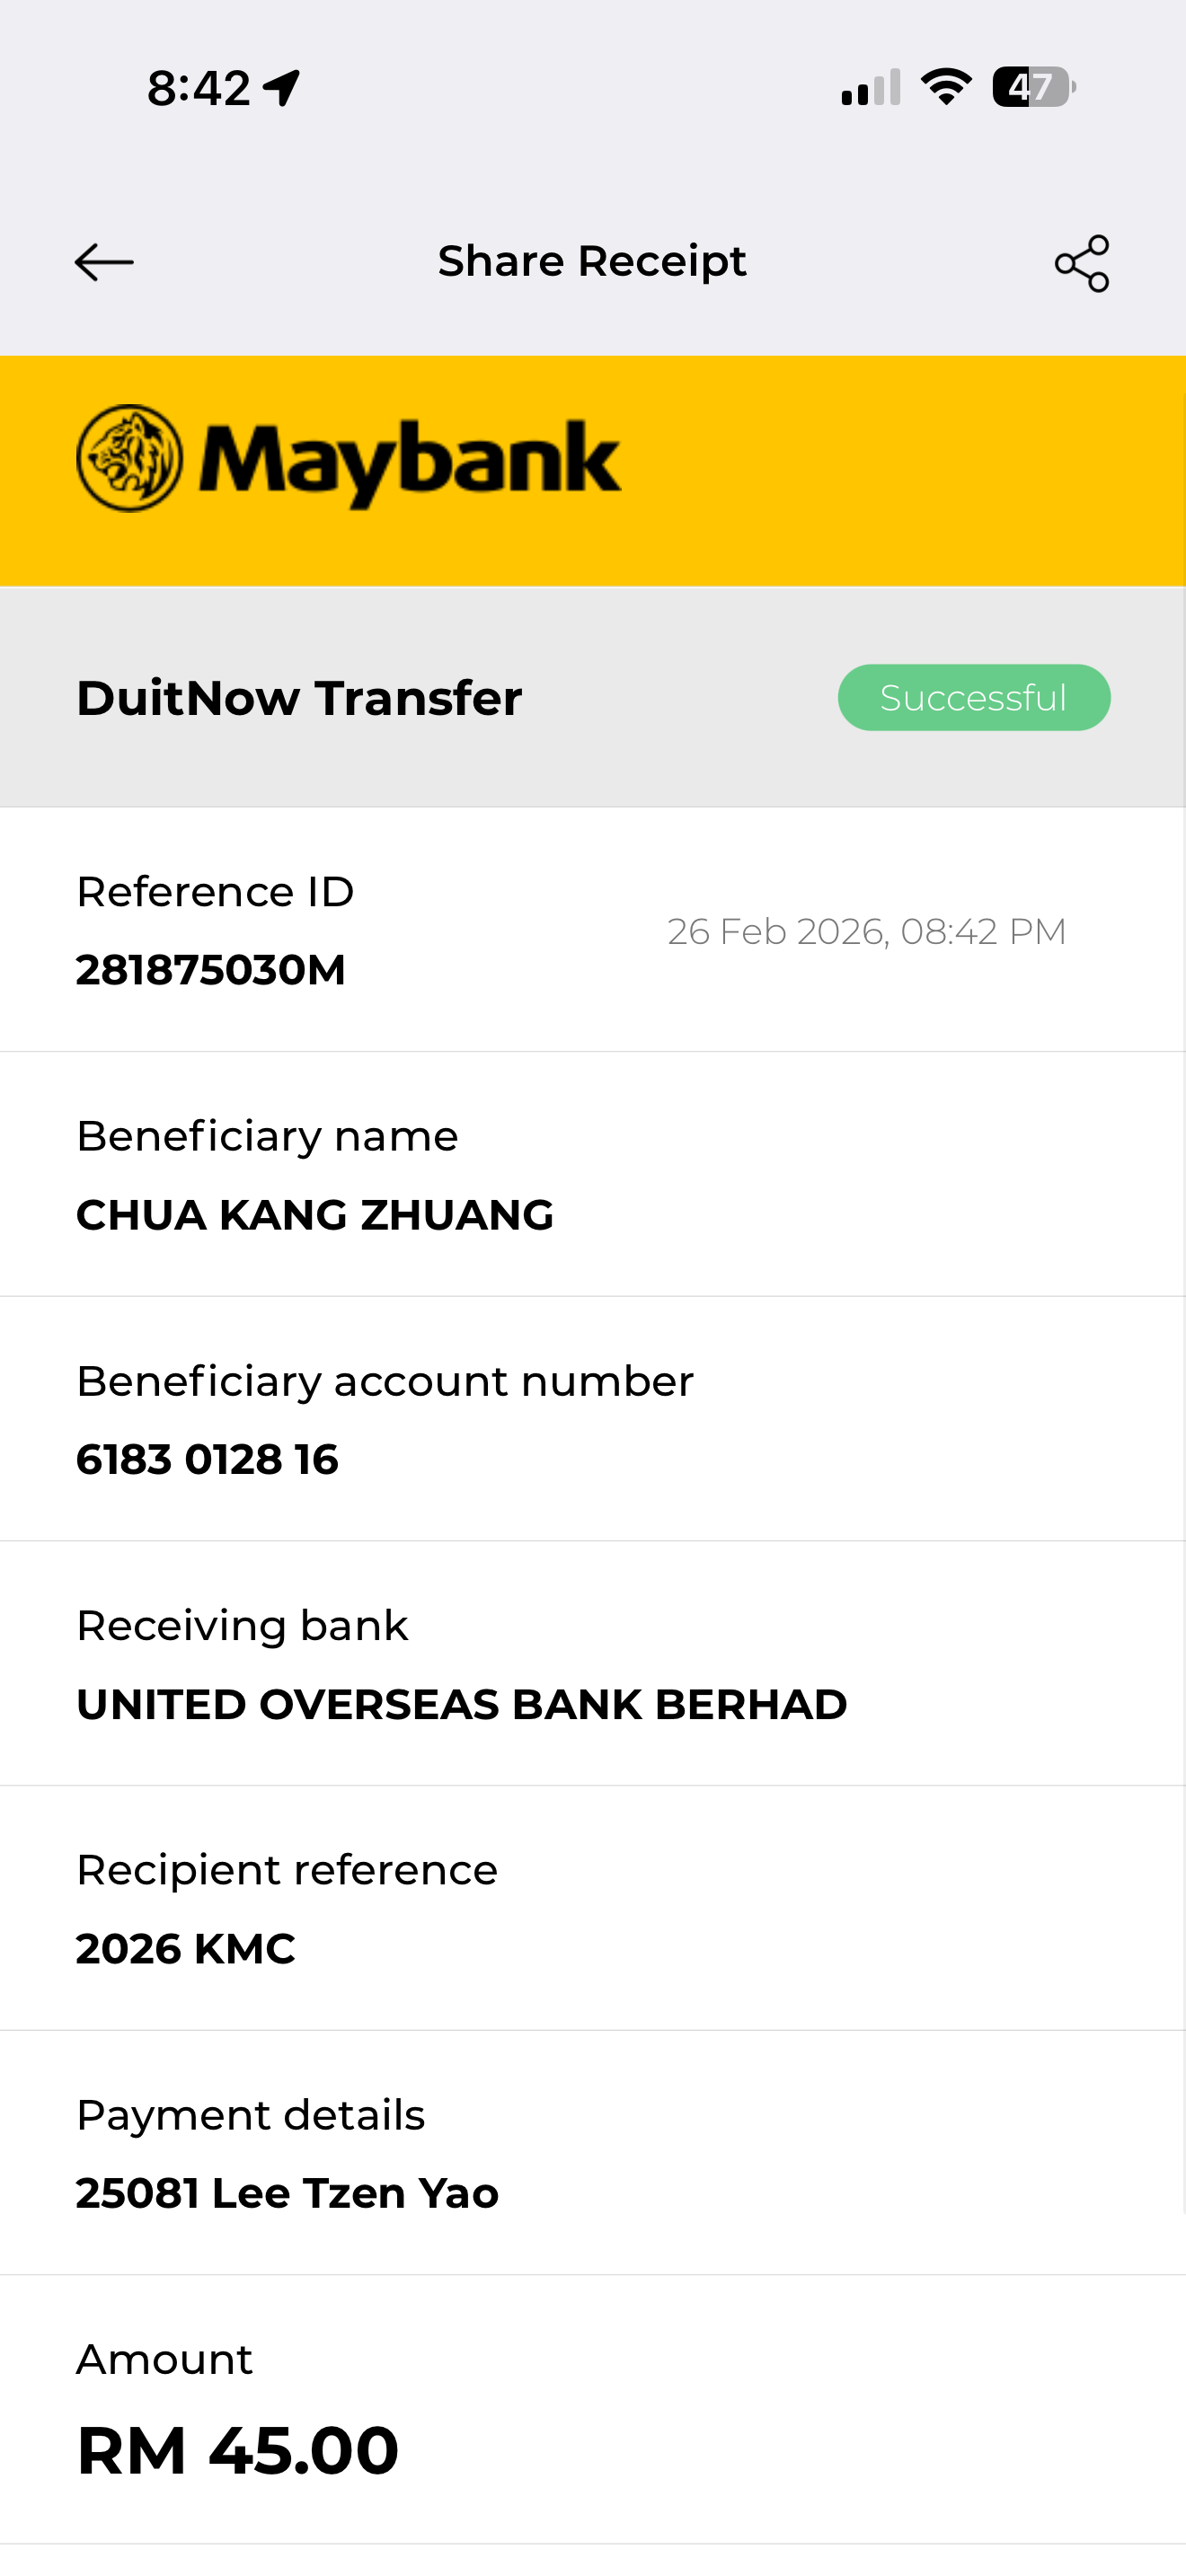 8:42
47
Share Receipt
Maybank
DuitNow Transfer
Successful
Reference ID
26 Feb 2026, 08:42 PM
281875030M
Beneficiary name
CHUA KANG ZHUANG
Beneficiary account number
6183 0128 16
Receiving bank
UNITED OVERSEAS BANK BERHAD
Recipient reference
2026 KMC
Payment details
25081 Lee Tzen Yao
Amount
RM 45.00